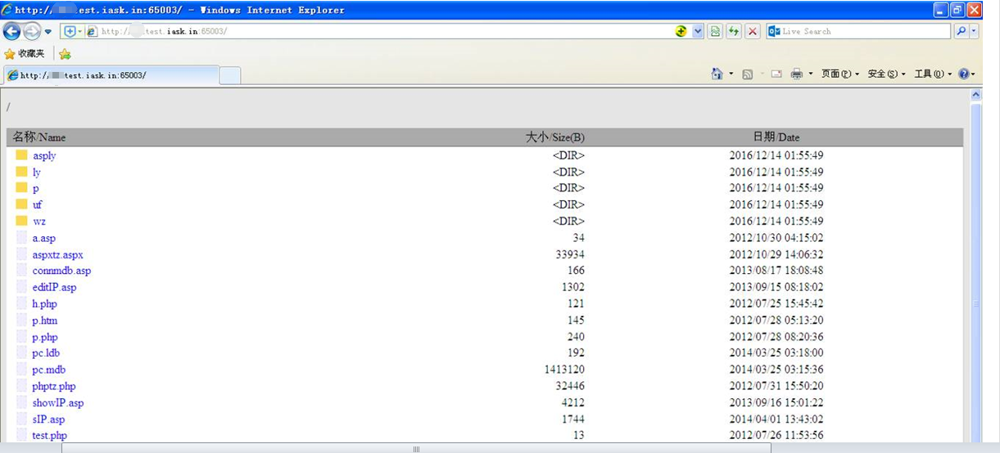 http://est.iask.in:65003/ - Windows Internet Explorer
http://test.iask.in:65003/ Live Search
收藏夹
http://test.iask.in:65003/ 页面(P) 安全(S) 工具(O)
/
名称/Name 大小/Size(B) 日期/Date
asply <DIR> 2016/12/14 01:55:49
ly <DIR> 2016/12/14 01:55:49
p <DIR> 2016/12/14 01:55:49
uf <DIR> 2016/12/14 01:55:49
wz <DIR> 2016/12/14 01:55:49
a.asp 34 2012/10/30 04:15:02
aspxtz.aspx 33934 2012/10/29 14:06:32
connmdb.asp 166 2013/08/17 18:08:48
editIP.asp 1302 2013/09/15 08:18:02
h.php 121 2012/07/25 15:45:42
p.htm 145 2012/07/28 05:13:20
p.php 240 2012/07/28 08:20:36
pc.ldb 192 2014/03/25 03:18:00
pc.mdb 1413120 2014/03/25 03:15:36
phptz.php 32446 2012/07/31 15:50:20
showIP.asp 4212 2013/09/16 15:01:22
sIP.asp 1744 2014/04/01 13:43:02
test.php 13 2012/07/26 11:53:56